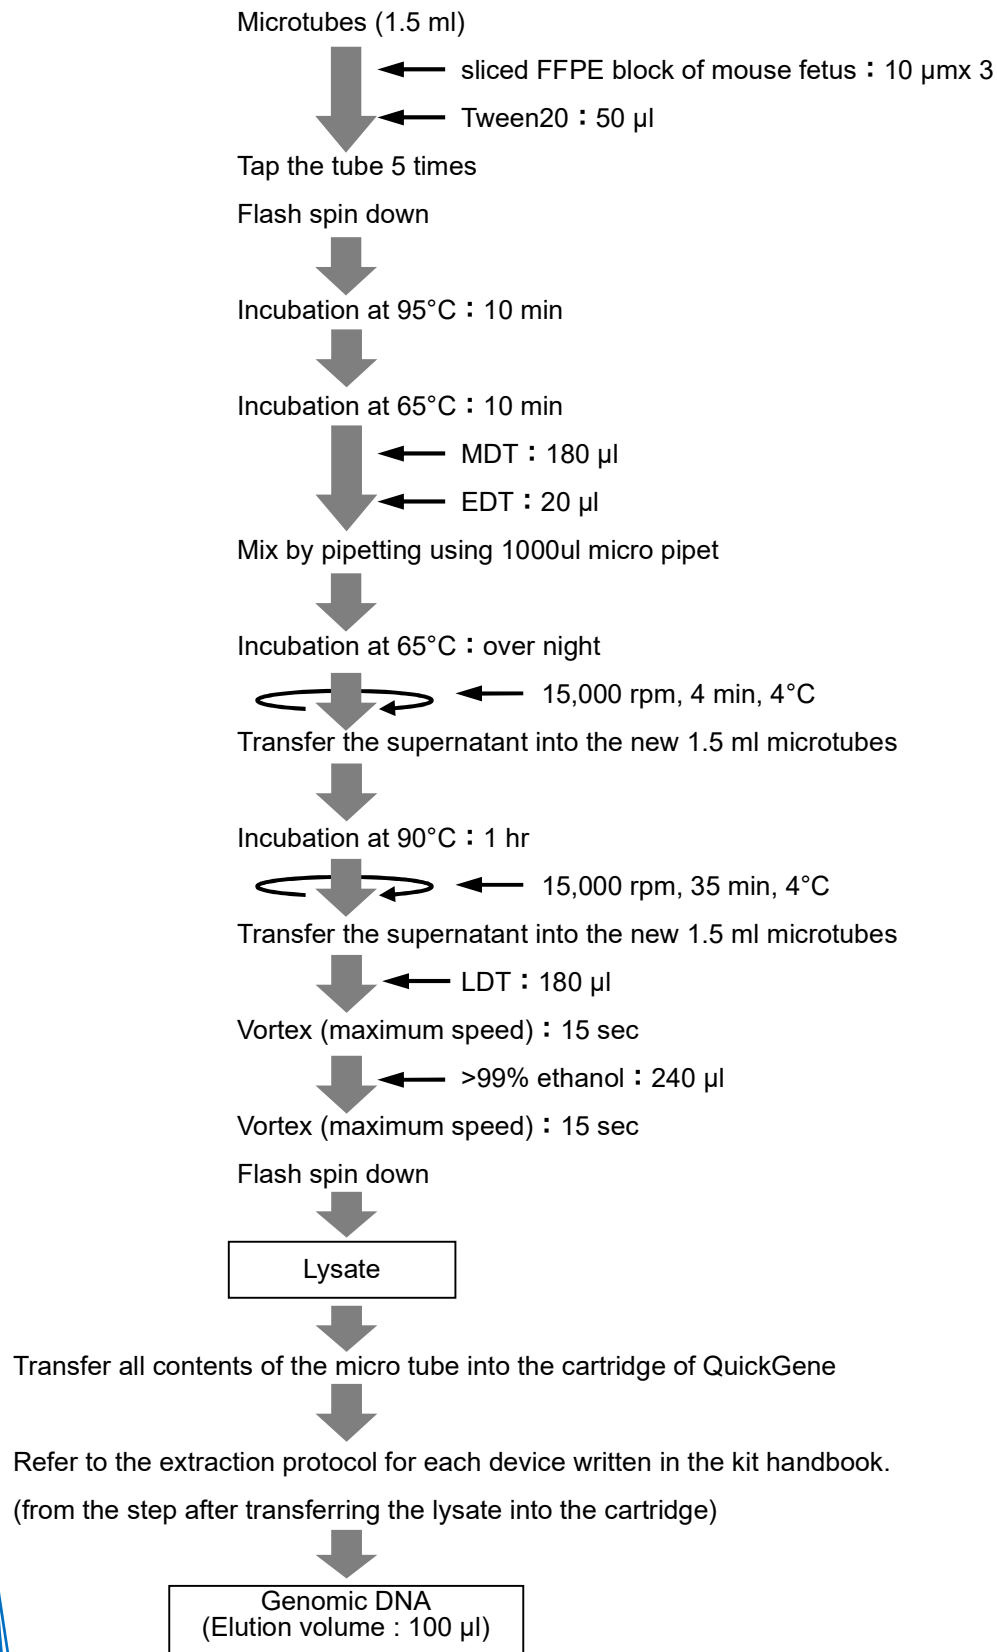 Microtubes (1.5 ml)
sliced FFPE block of mouse fetus：10 µmx 3
Tween20：50 µl
Tap the tube 5 times
Flash spin down
Incubation at 95°C：10 min
Incubation at 65°C：10 min
MDT：180 µl
EDT：20 µl
Mix by pipetting using 1000ul micro pipet
Incubation at 65°C：over night
15,000 rpm, 4 min, 4°C
Transfer the supernatant into the new 1.5 ml microtubes
Incubation at 90°C：1 hr
15,000 rpm, 35 min, 4°C
Transfer the supernatant into the new 1.5 ml microtubes
LDT：180 µl
Vortex (maximum speed)：15 sec
>99% ethanol：240 µl
Vortex (maximum speed)：15 sec
Flash spin down
Lysate
Transfer all contents of the micro tube into the cartridge of QuickGene
Refer to the extraction protocol for each device written in the kit handbook.
(from the step after transferring the lysate into the cartridge)
Genomic DNA
(Elution volume : 100 µl)